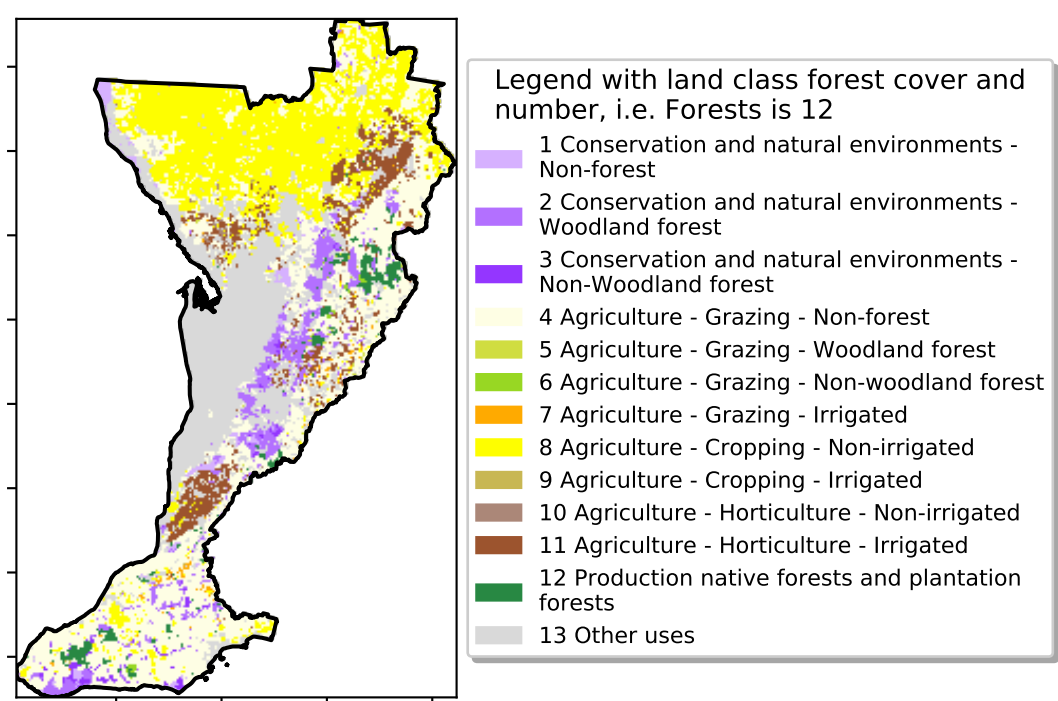 Legend with land class forest cover and
number, i.e. Forests is 12
1 Conservation and natural environments -
Non-forest
2 Conservation and natural environments -
Woodland forest
3 Conservation and natural environments -
Non-Woodland forest
4 Agriculture - Grazing - Non-forest
5 Agriculture - Grazing - Woodland forest
6 Agriculture - Grazing - Non-woodland forest
7 Agriculture - Grazing - Irrigated
8 Agriculture - Cropping - Non-irrigated
9 Agriculture - Cropping - Irrigated
10 Agriculture - Horticulture - Non-irrigated
11 Agriculture - Horticulture - Irrigated
12 Production native forests and plantation
forests
13 Other uses